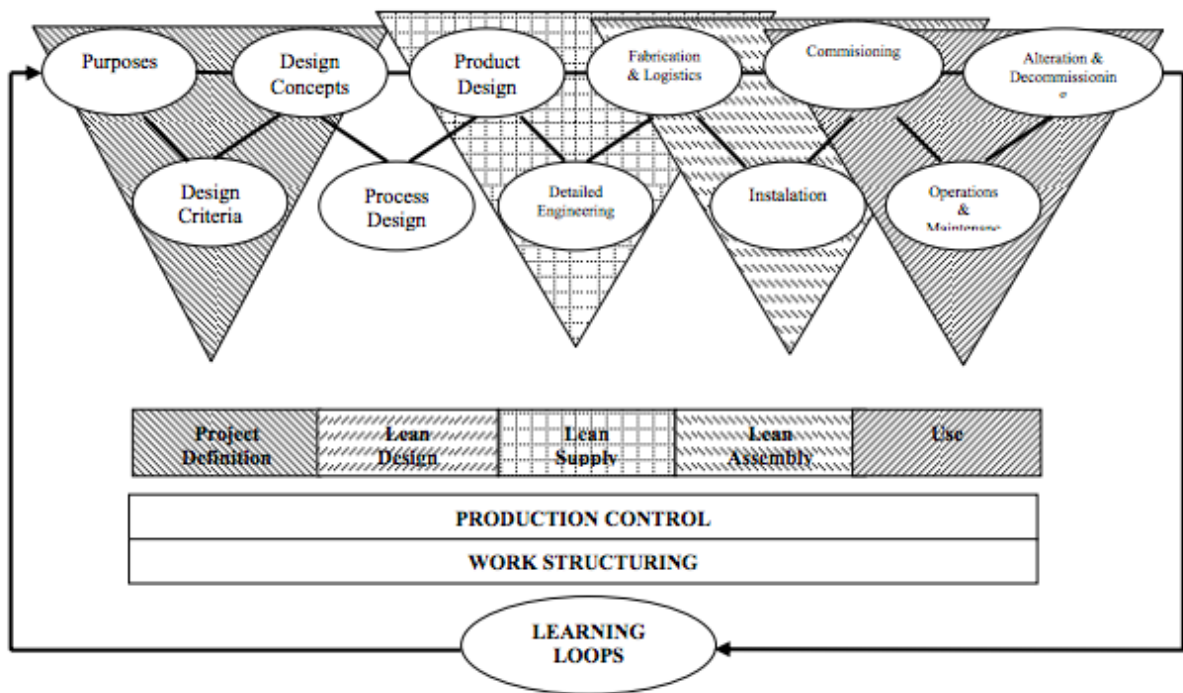 Purposes
Design
Concepts
Product
Design
Fabrication
& Logistics
Commisioning
Alteration &
Decommissionin
Design
Criteria
Process
Design
Detailed
Engineering
Instalation
Operations
&
Project
Definition
Lean
Design
Lean
Supply
Lean
Assembly
Use
PRODUCTION CONTROL
WORK STRUCTURING
LEARNING
LOOPS